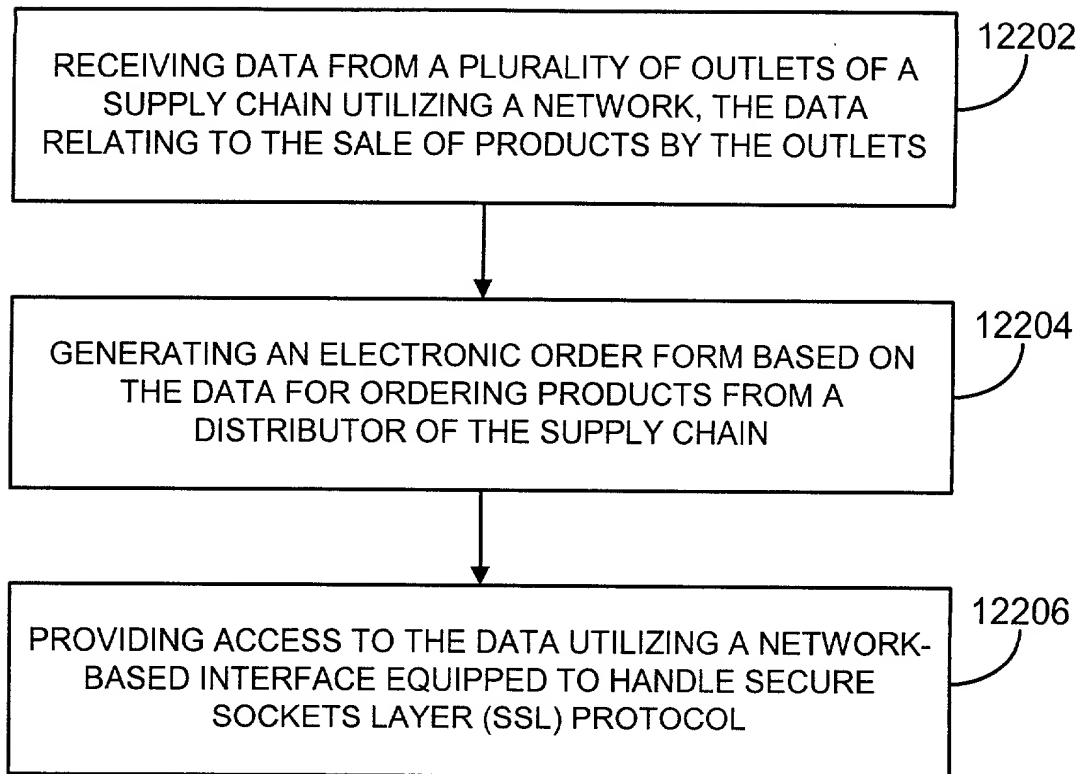 12202
RECEIVING DATA FROM A PLURALITY OF OUTLETS OF A
SUPPLY CHAIN UTILIZING A NETWORK, THE DATA
RELATING TO THE SALE OF PRODUCTS BY THE OUTLETS
12204
GENERATING AN ELECTRONIC ORDER FORM BASED ON
THE DATA FOR ORDERING PRODUCTS FROM A
DISTRIBUTOR OF THE SUPPLY CHAIN
12206
PROVIDING ACCESS TO THE DATA UTILIZING A NETWORK-
BASED INTERFACE EQUIPPED TO HANDLE SECURE
SOCKETS LAYER (SSL) PROTOCOL